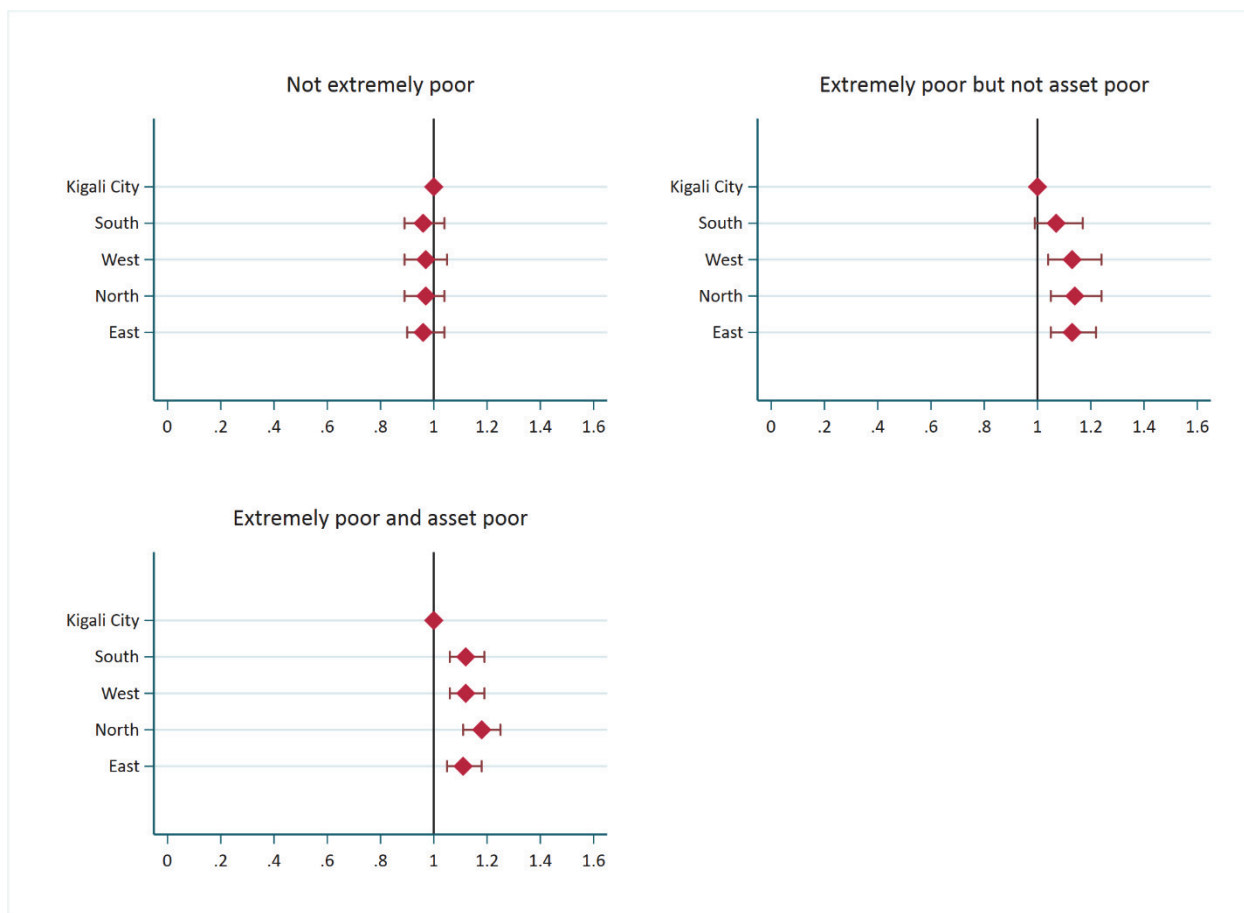 Not extremely poor
Kigali City
South
West
North
East
0 .2 .4 .6 .8 1 1.2 1.4 1.6
Extremely poor but not asset poor
Kigali City
South
West
North
East
0 .2 .4 .6 .8 1 1.2 1.4 1.6
Extremely poor and asset poor
Kigali City
South
West
North
East
0 .2 .4 .6 .8 1 1.2 1.4 1.6